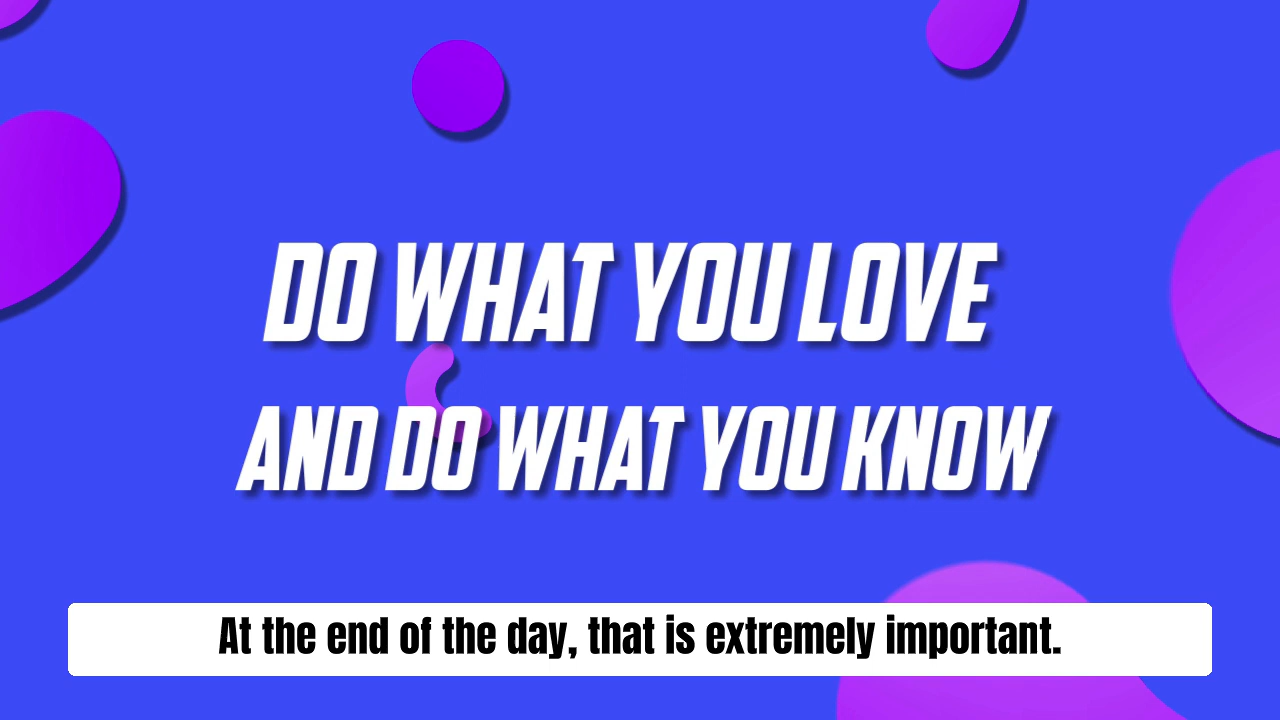 DO WHAT YOU LOVE
AND DO WHAT YOU KNOW
At the end of the day, that is extremely important.